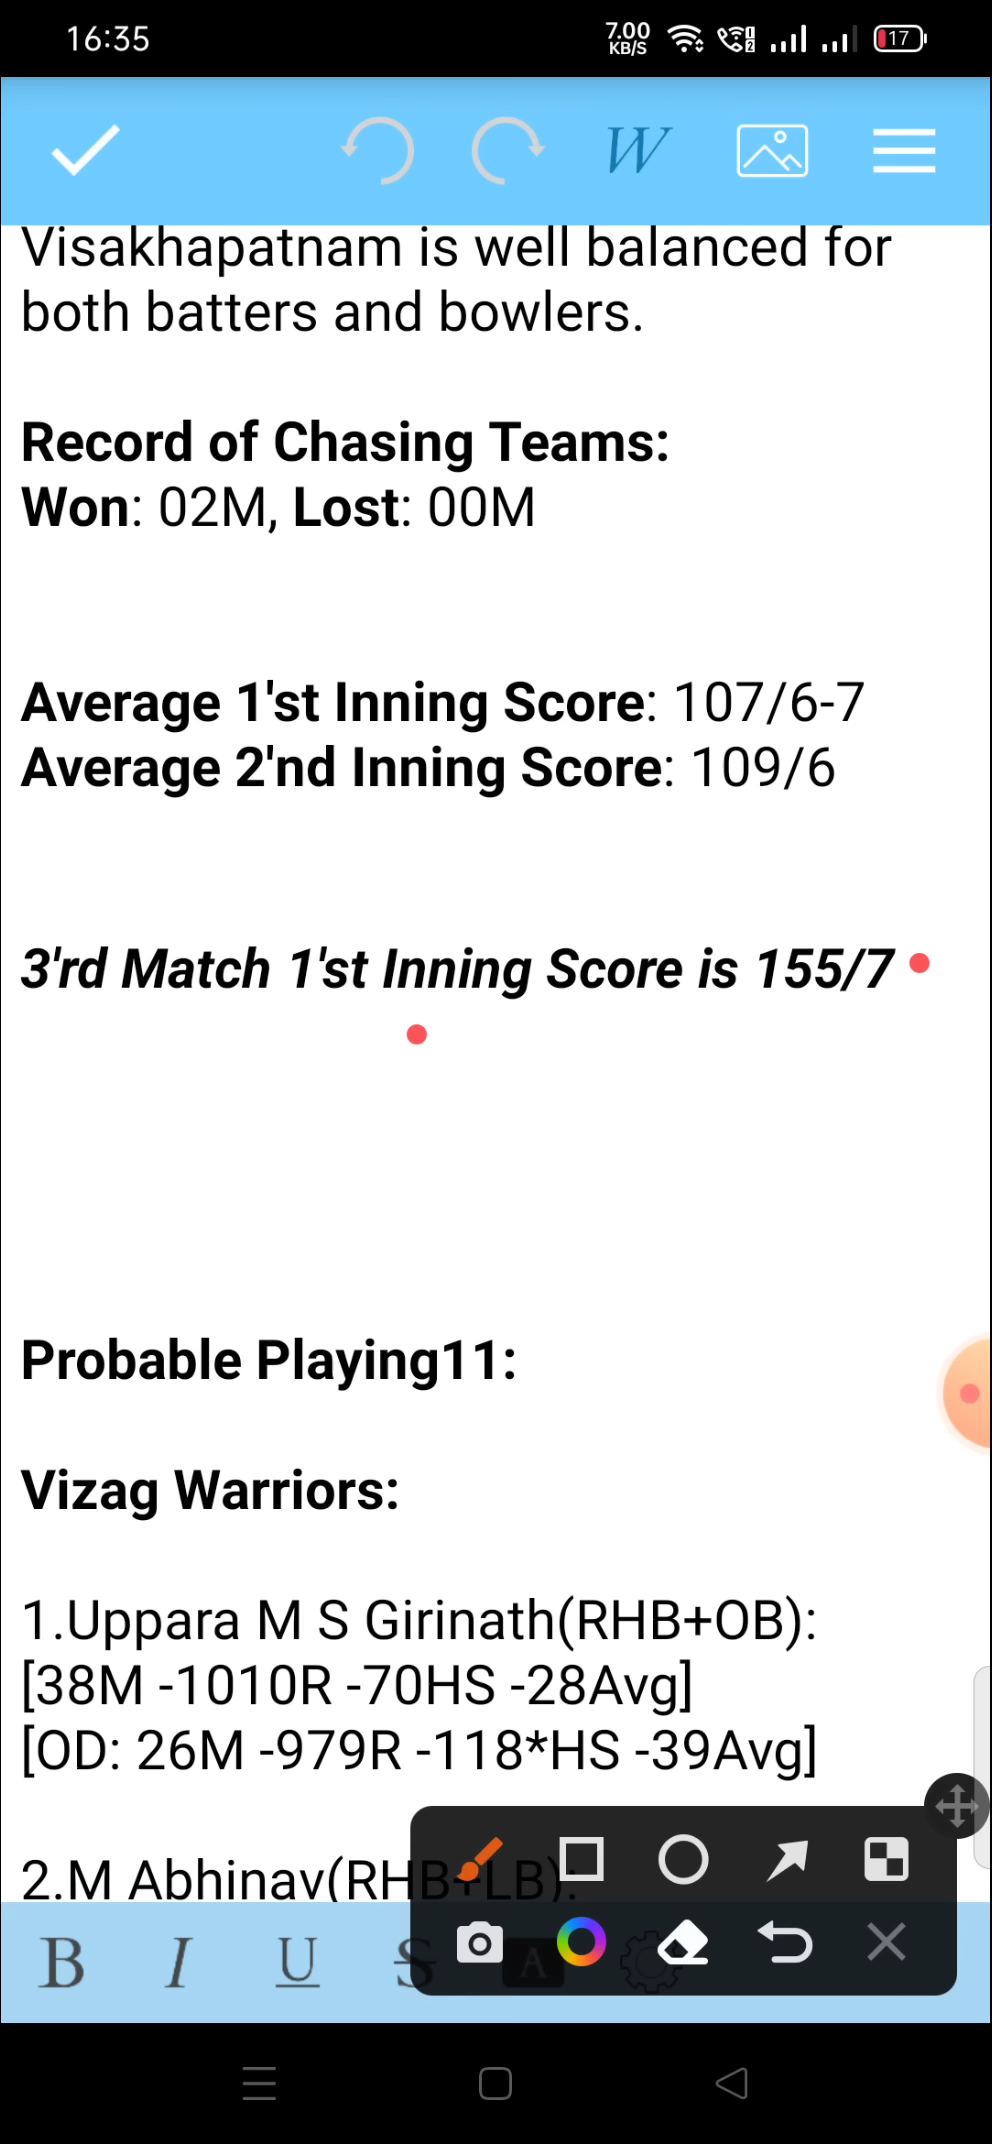 16:35
7.00
KB/S
17
W
Visakhapatnam is well balanced for
both batters and bowlers.
Record of Chasing Teams:
Won: 02M, Lost: 00M
Average 1'st Inning Score: 107/6-7
Average 2'nd Inning Score: 109/6
3'rd Match 1'st Inning Score is 155/7
Probable Playing11:
Vizag Warriors:
1.Uppara M S Girinath(RHB+OB):
[38M -1010R -70HS -28Avg]
[OD: 26M -979R -118*HS -39Avg]
2.M Abhinav(RHB+LB):
B I U S A